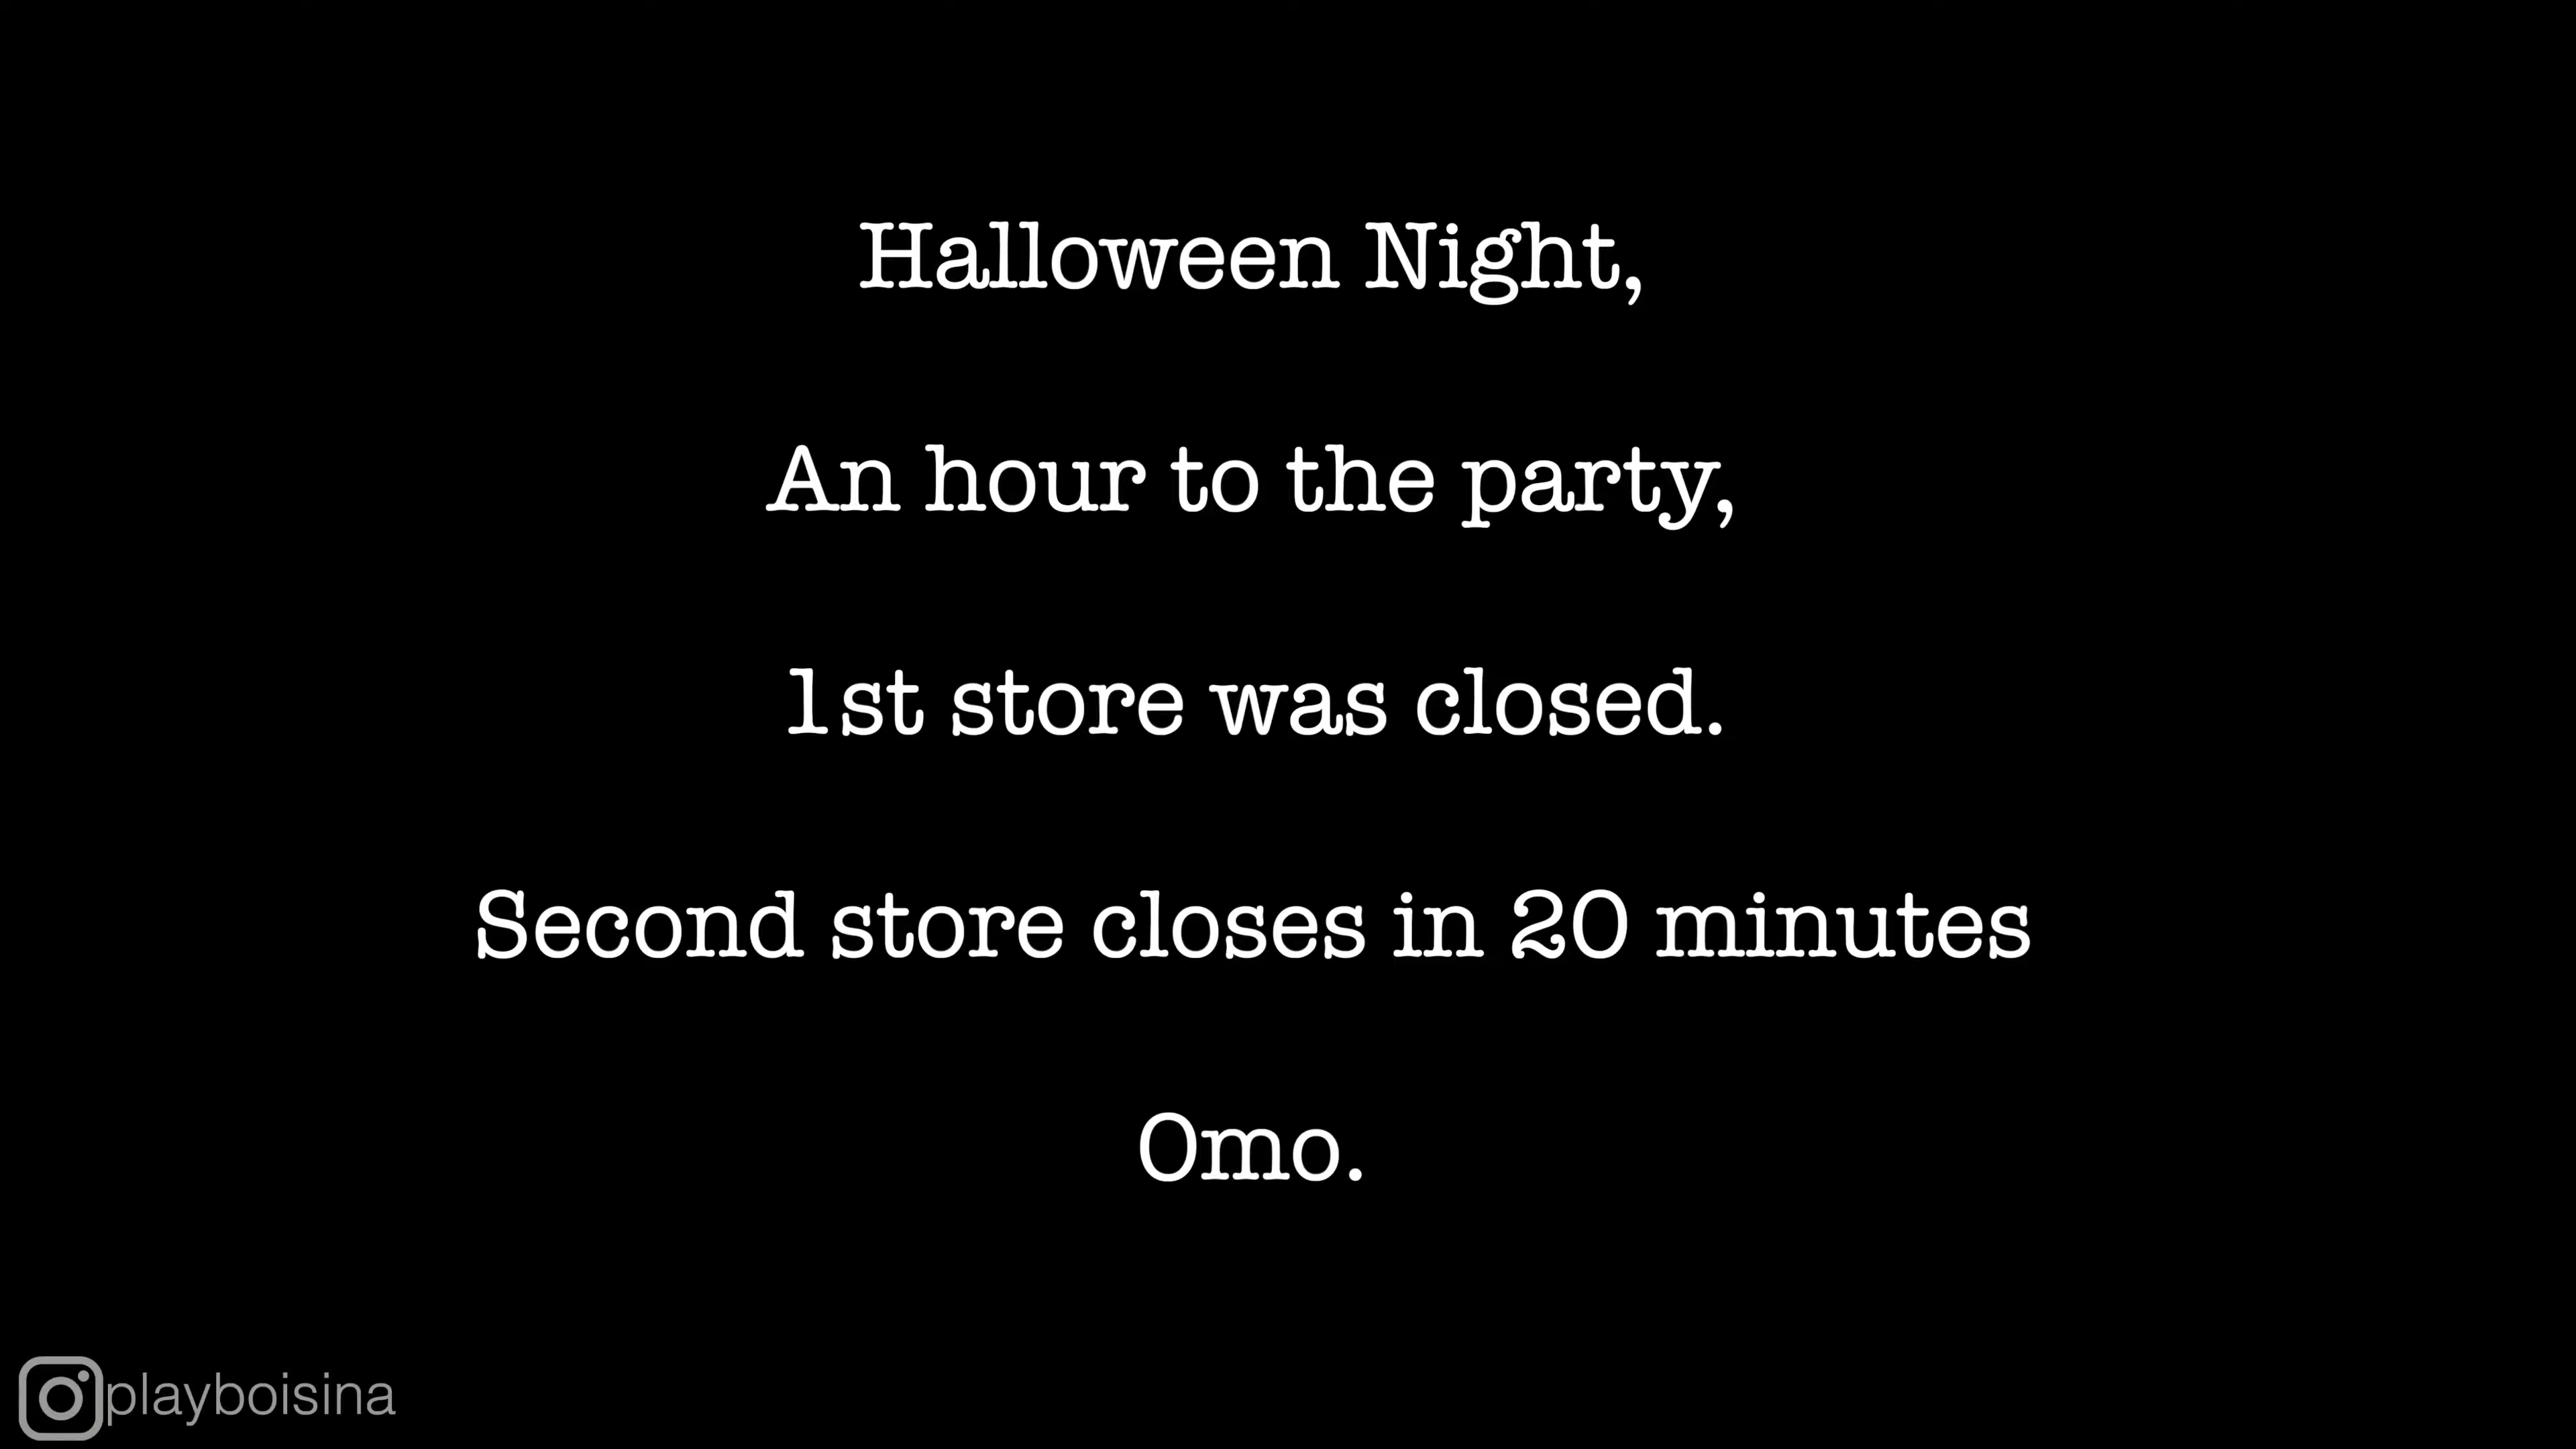 Halloween Night,
An hour to the party,
1st store was closed.
Second store closes in 20 minutes
Omo.
playboisina